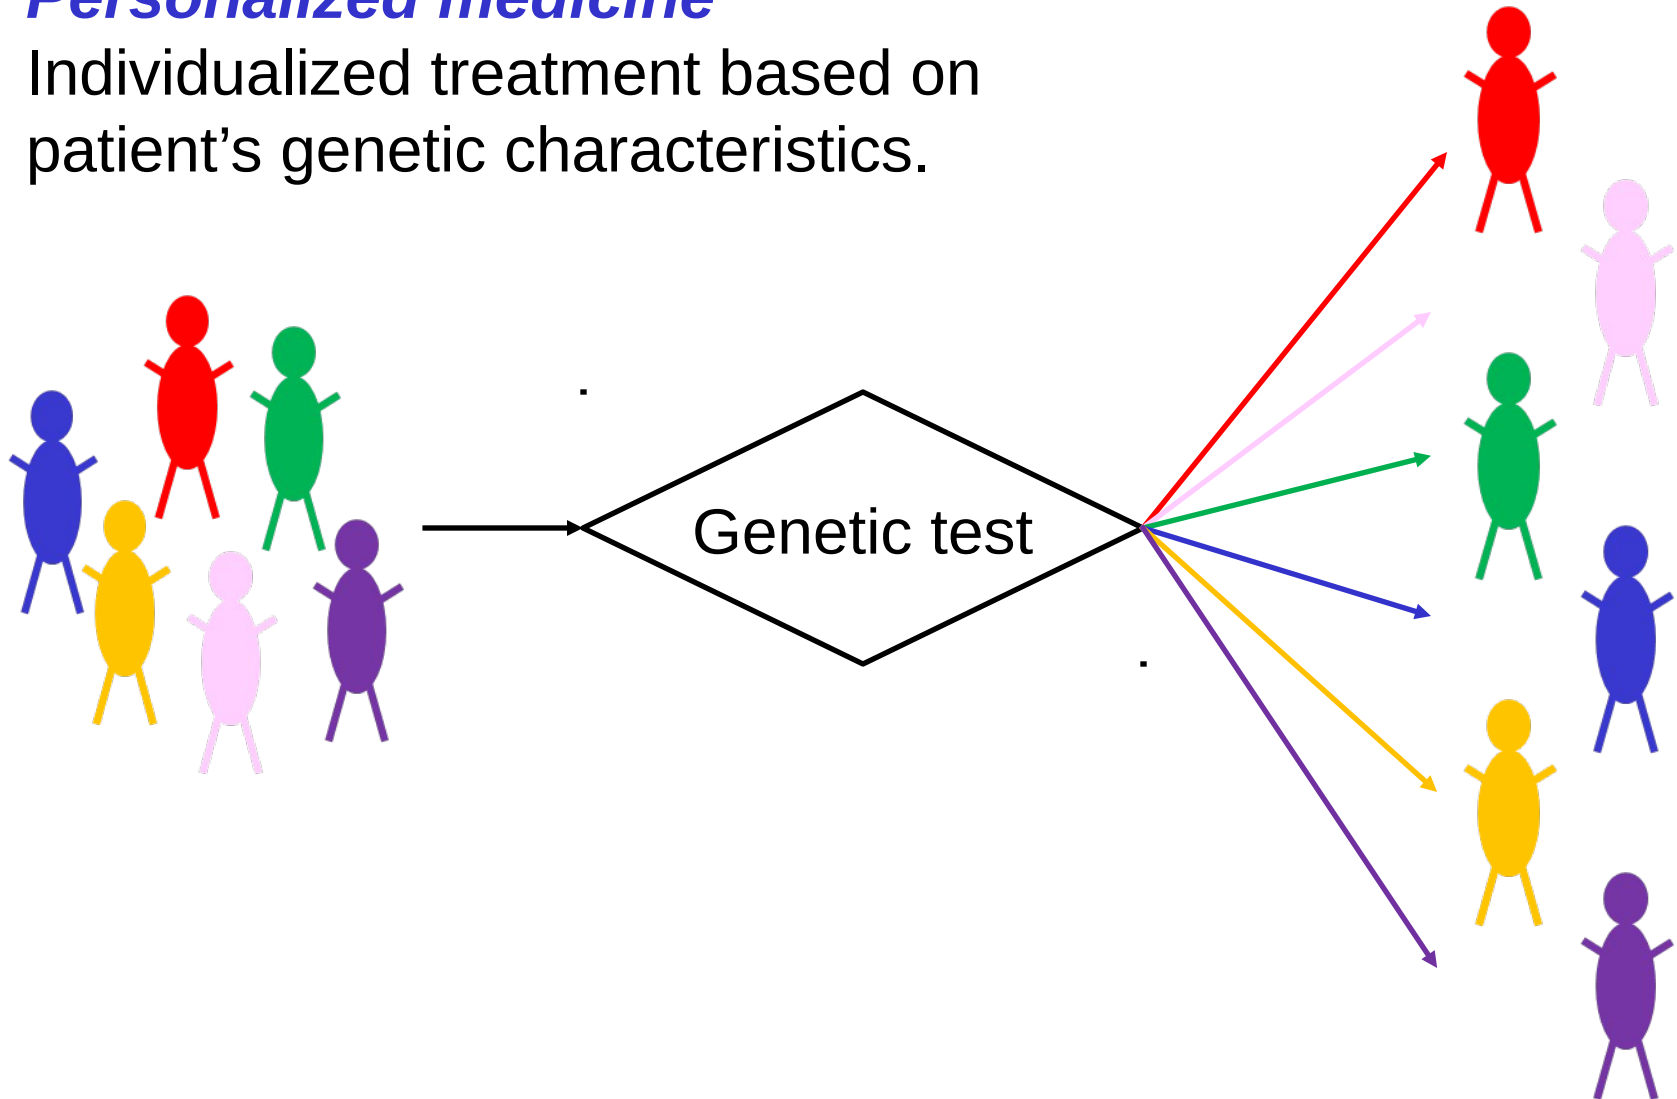 Personalized medicine
Individualized treatment based on
patient’s genetic characteristics.
Genetic test